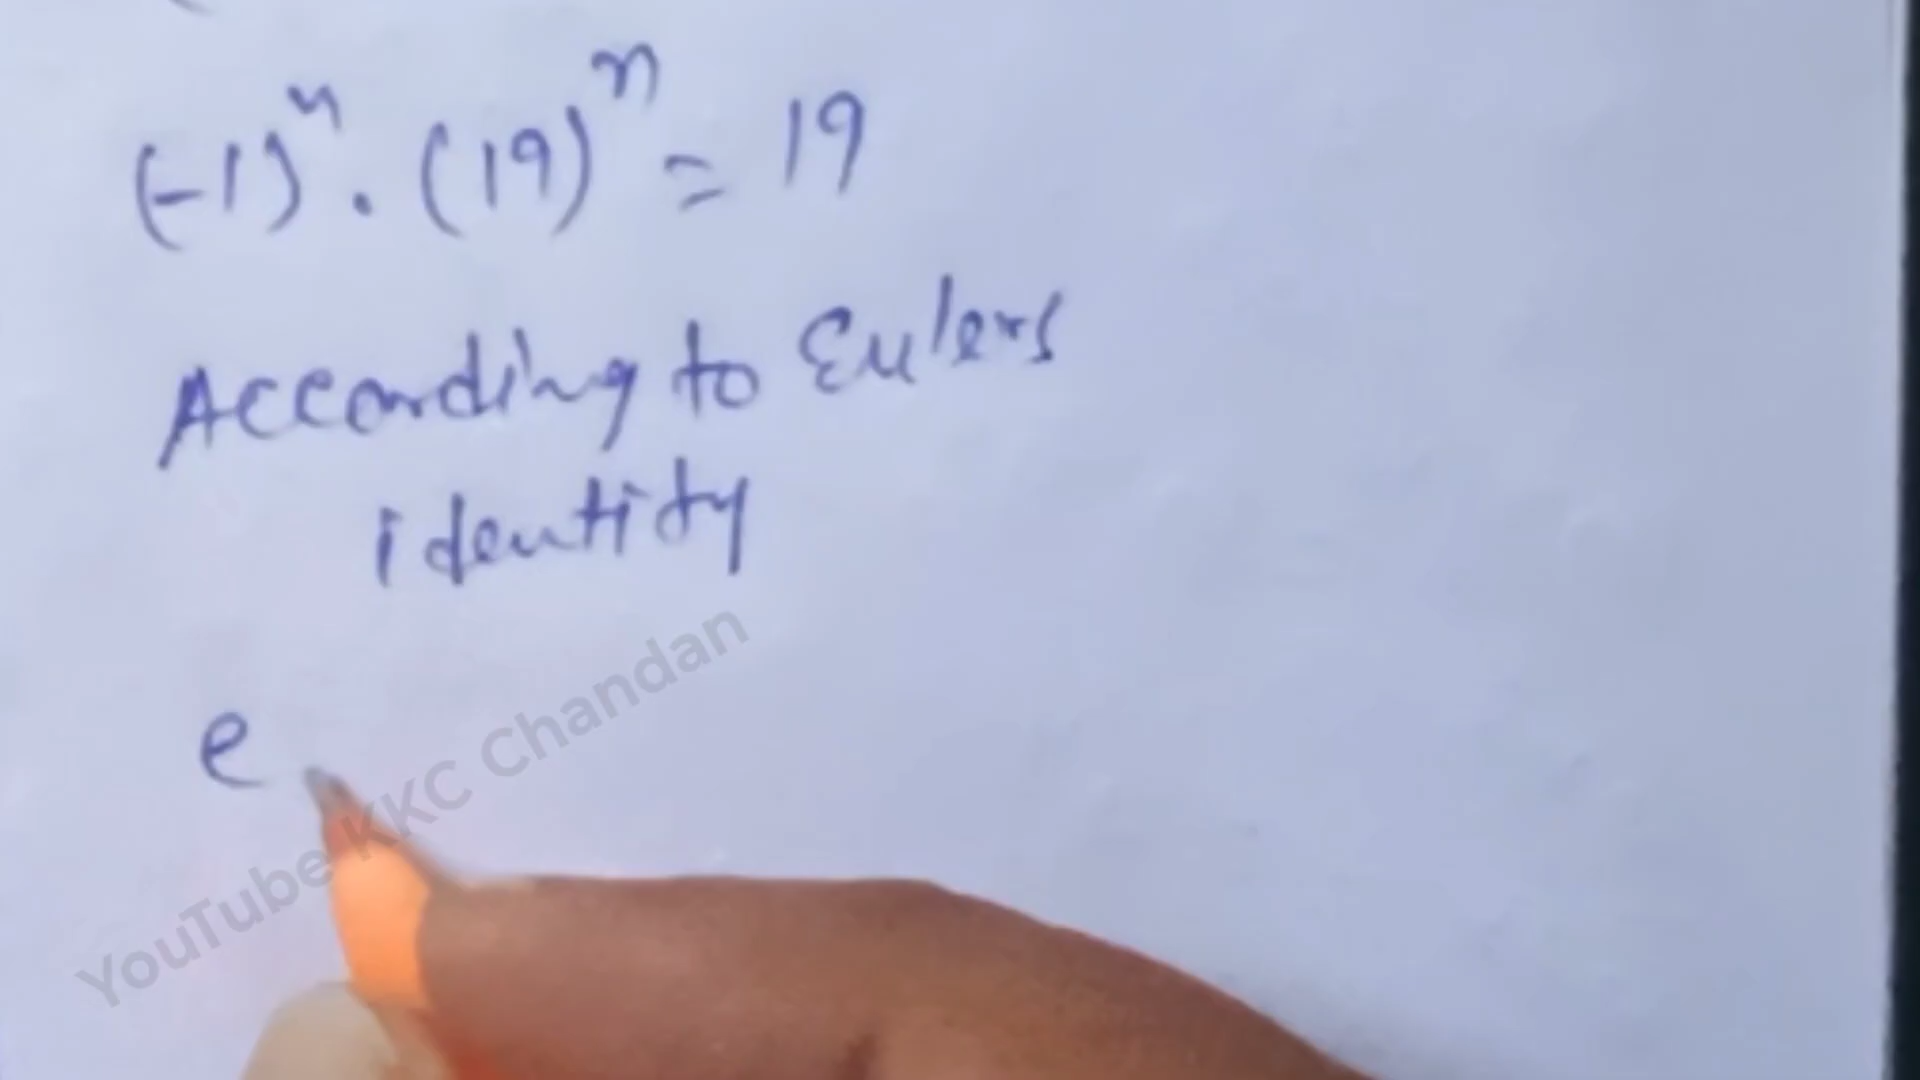 (-1)ⁿ · (19)ⁿ = 19
According to Eulers
identity
e
YouTube KKC Chandan